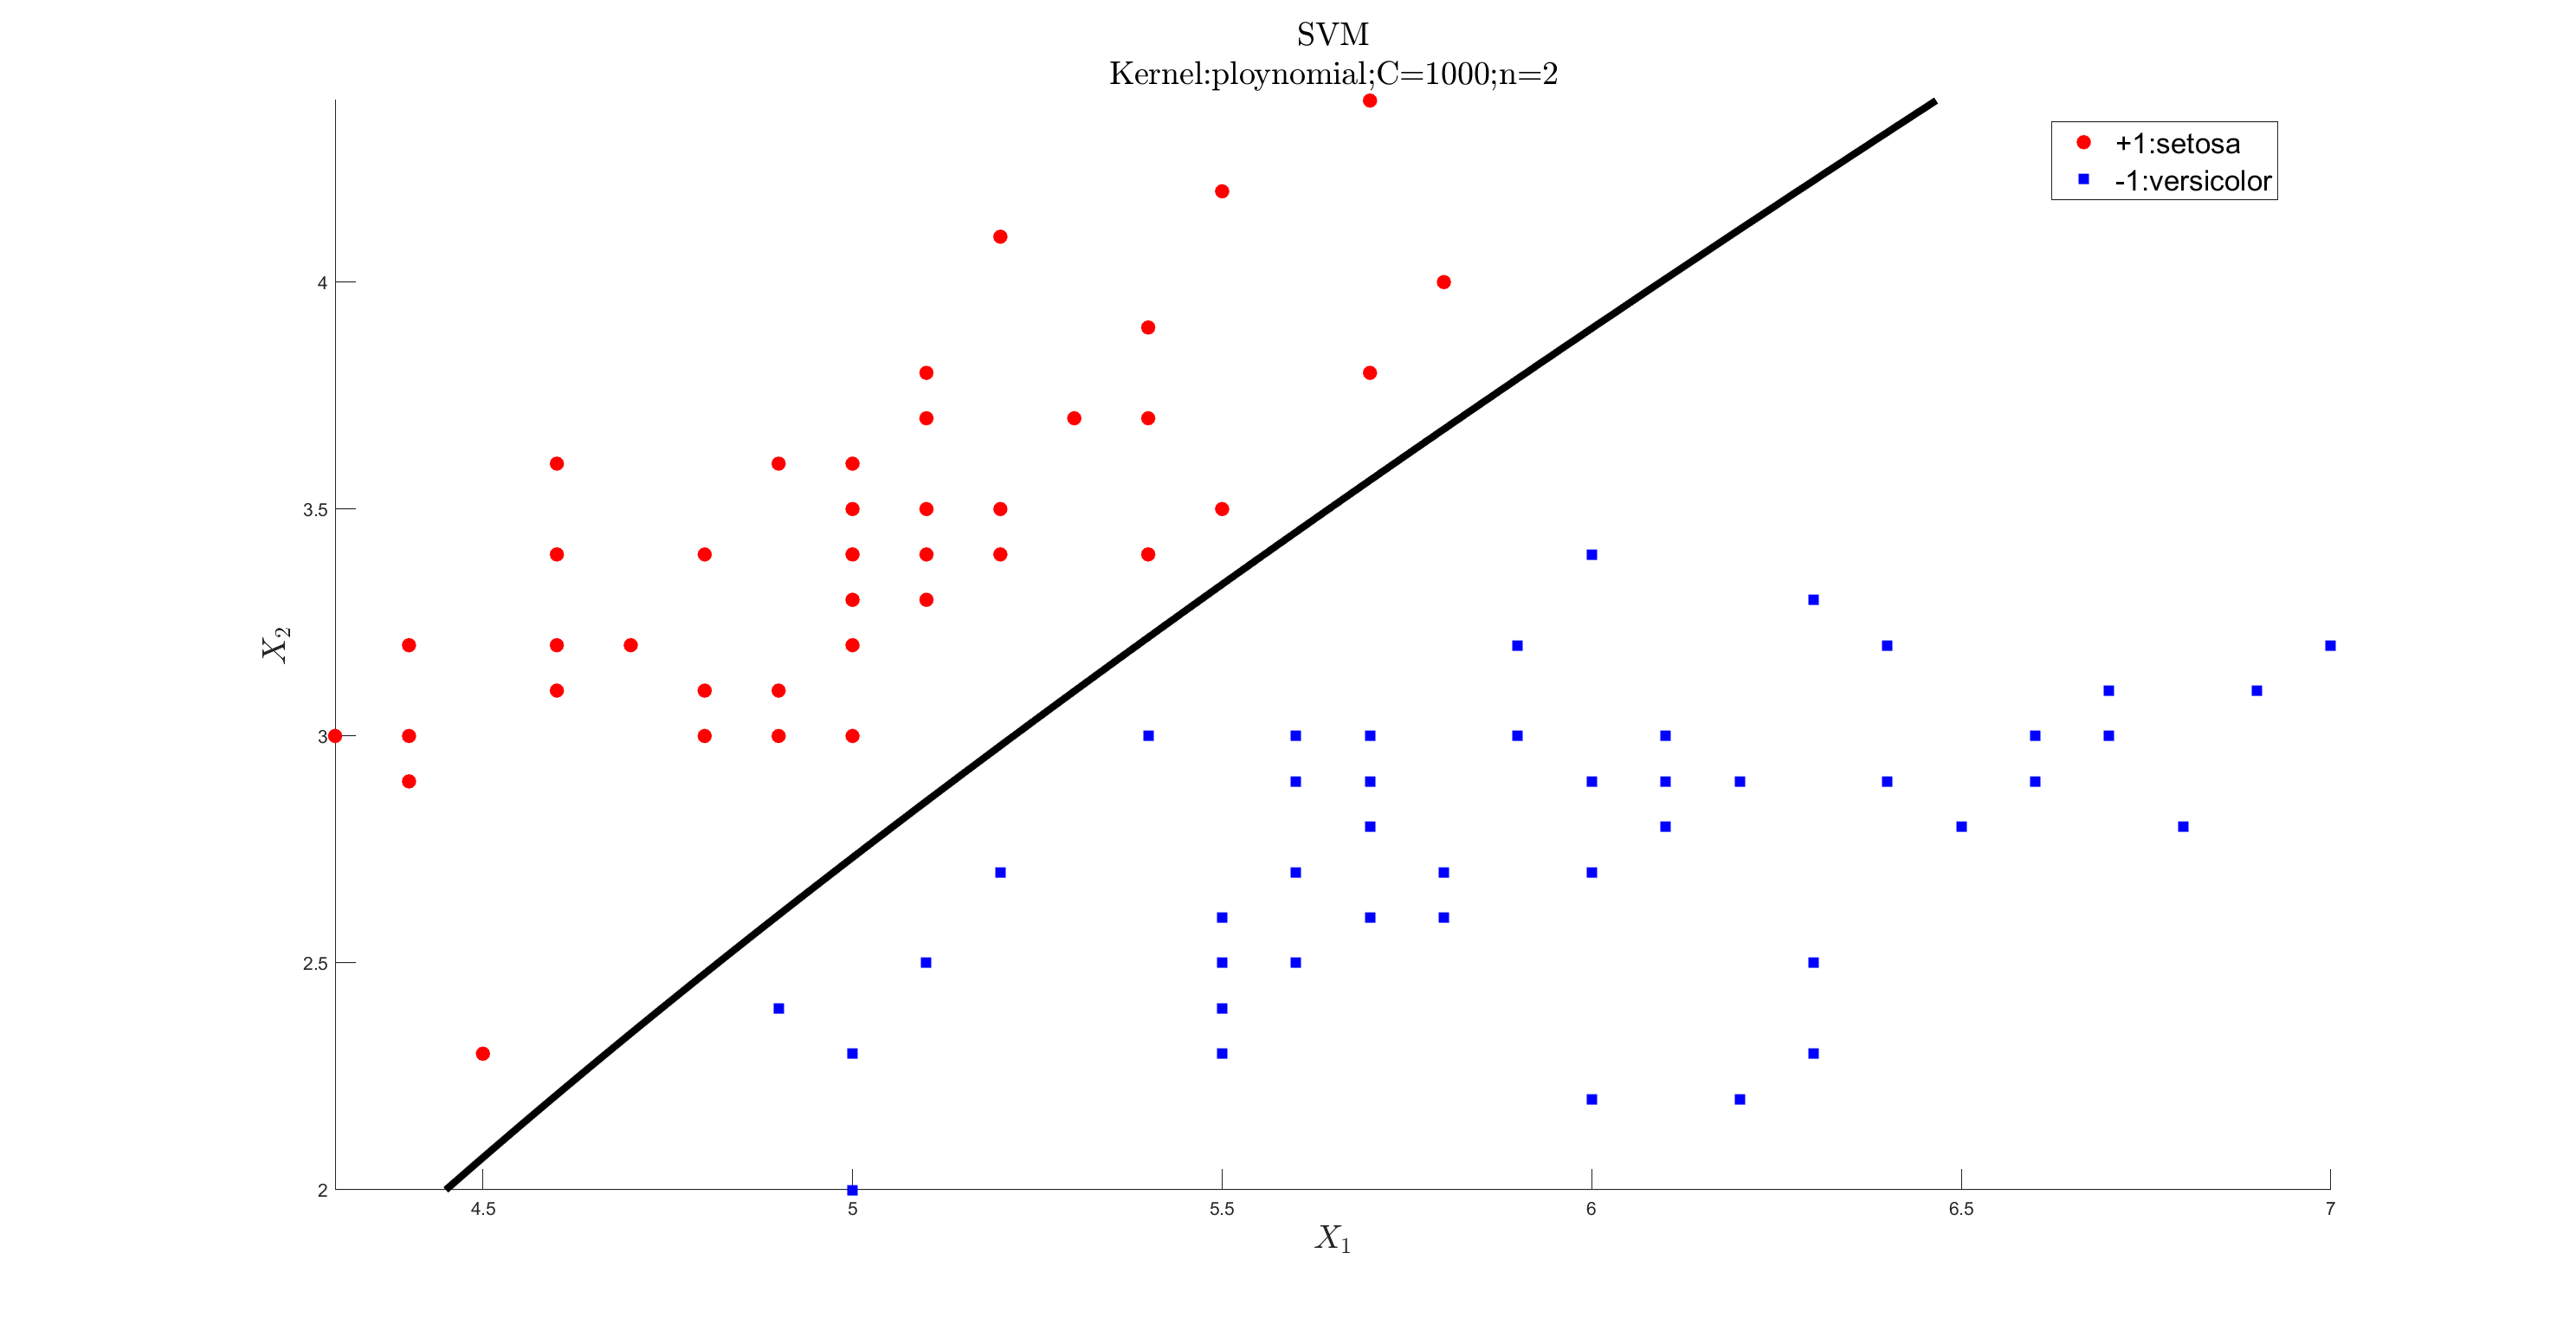 SVM
Kernel:ploynomial;C=1000;n=2
+1:setosa
-1:versicolor
4
3.5
3
2.5
2
X₂
4.5 5 5.5 6 6.5 7
X₁